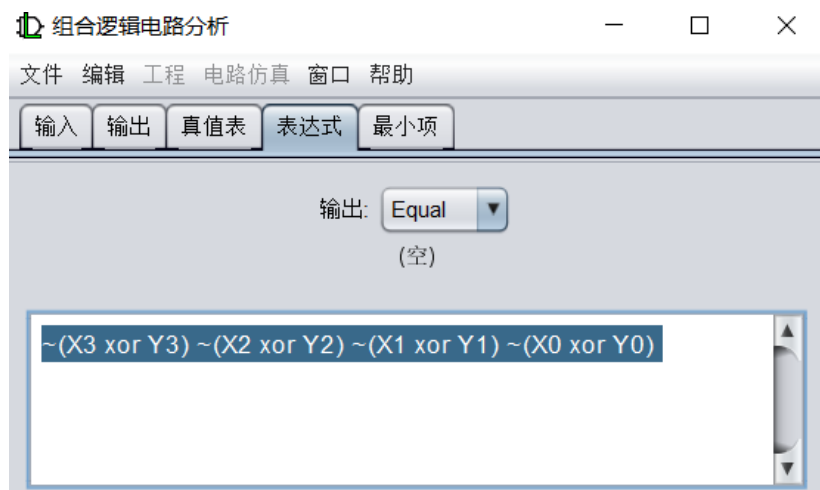 组合逻辑电路分析
文件 编辑 工程 电路仿真 窗口 帮助
输入 输出 真值表 表达式 最小项
输出: Equal
(空)
~(X3 xor Y3) ~(X2 xor Y2) ~(X1 xor Y1) ~(X0 xor Y0)